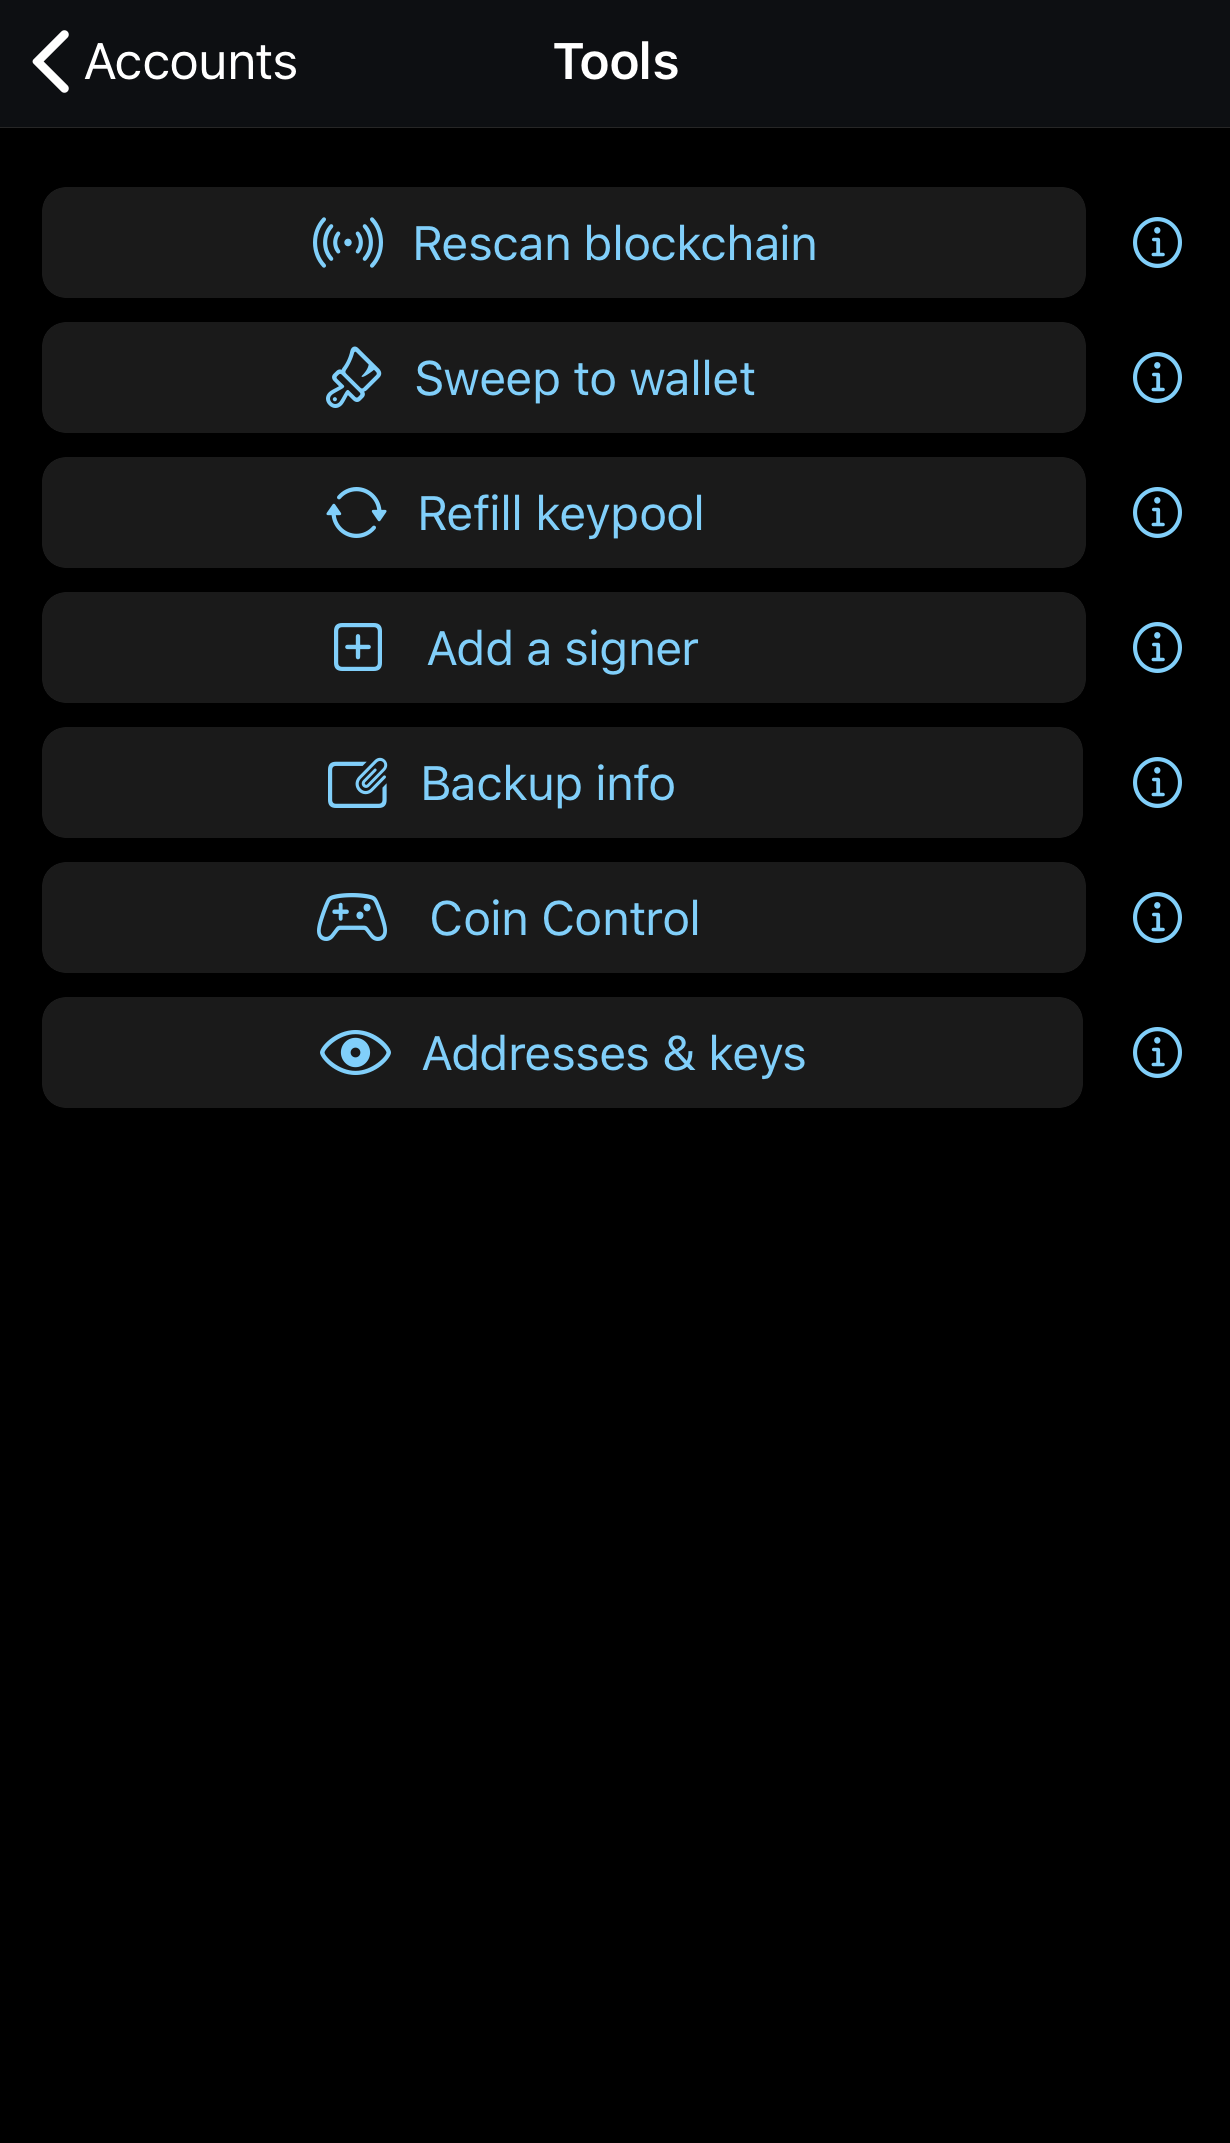 Accounts
Tools
Rescan blockchain
Sweep to wallet
Refill keypool
Add a signer
Backup info
Coin Control
Addresses & keys